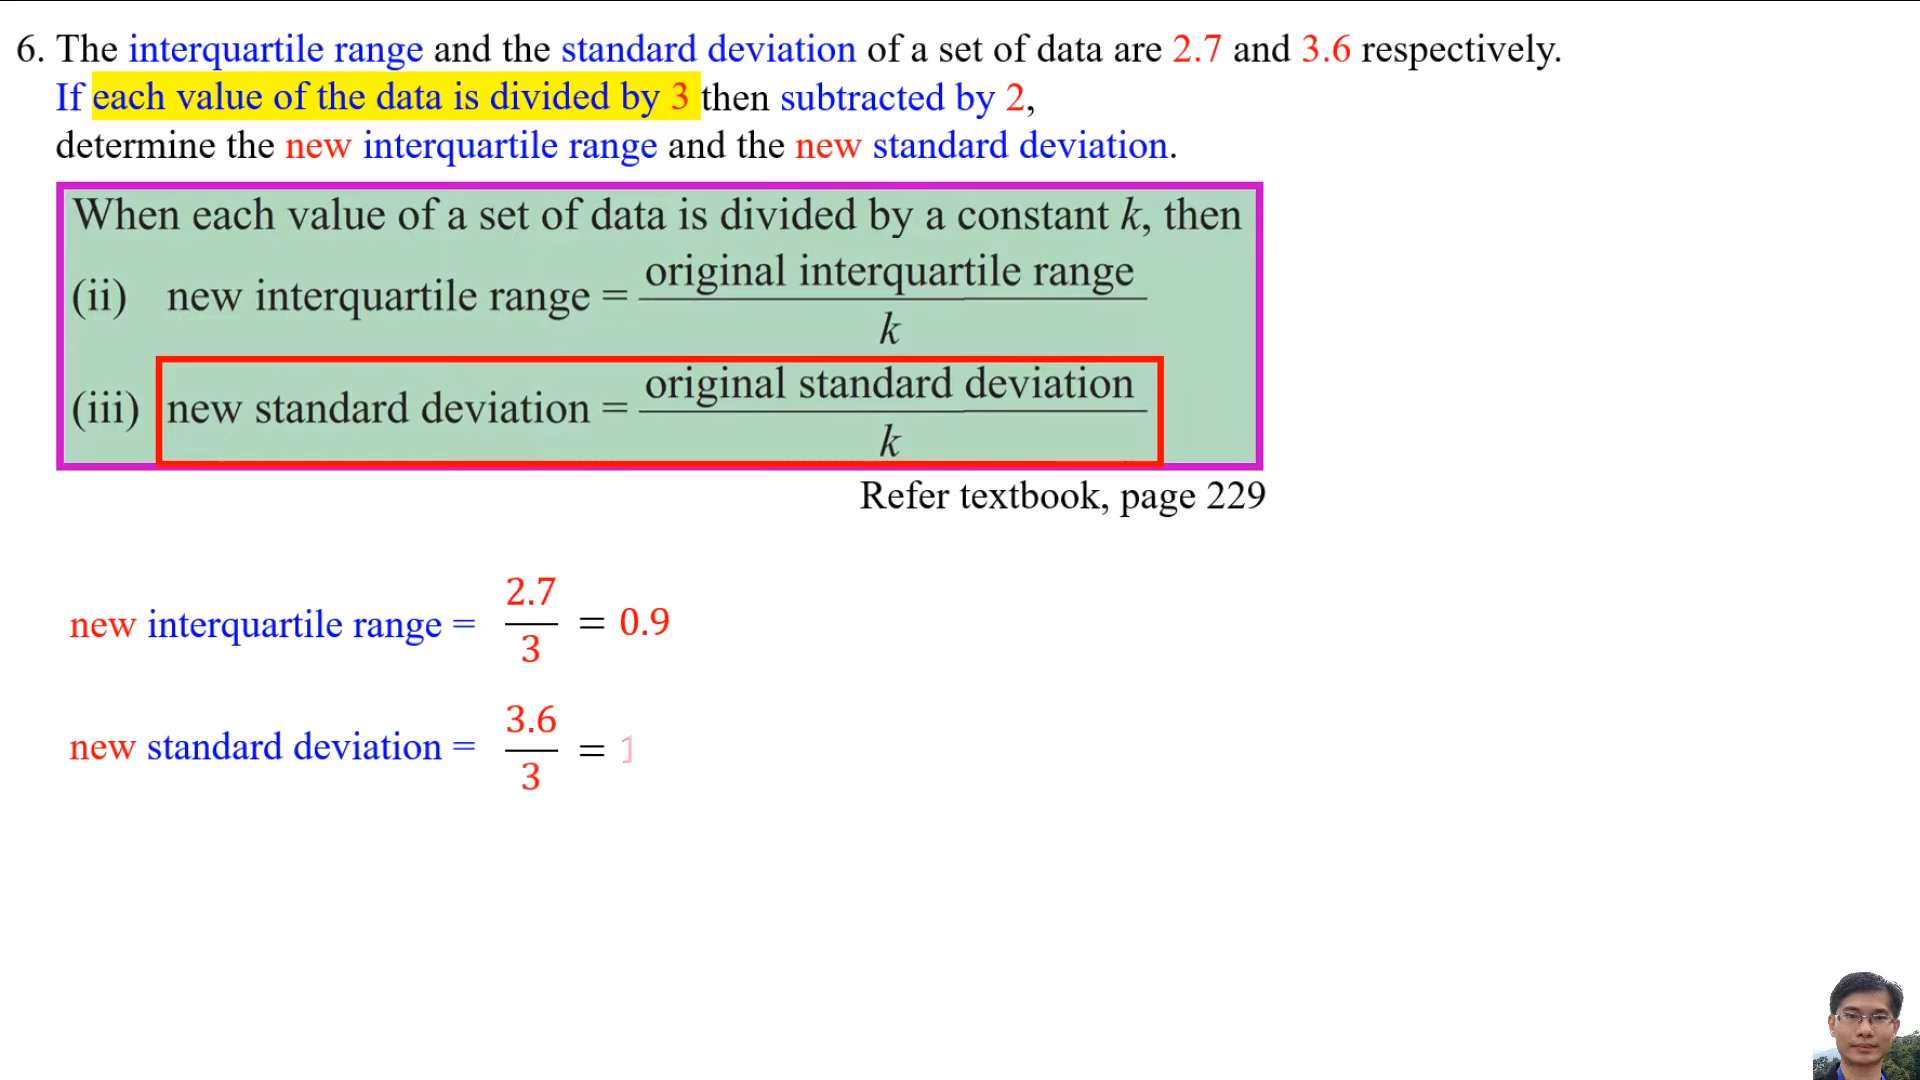 6. The interquartile range and the standard deviation of a set of data are 2.7 and 3.6 respectively.
If each value of the data is divided by 3 then subtracted by 2,
determine the new interquartile range and the new standard deviation.
When each value of a set of data is divided by a constant k, then
(ii) new interquartile range = original interquartile range / k
(iii) new standard deviation = original standard deviation / k
Refer textbook, page 229
new interquartile range = 2.7 / 3 = 0.9
new standard deviation = 3.6 / 3 = 1